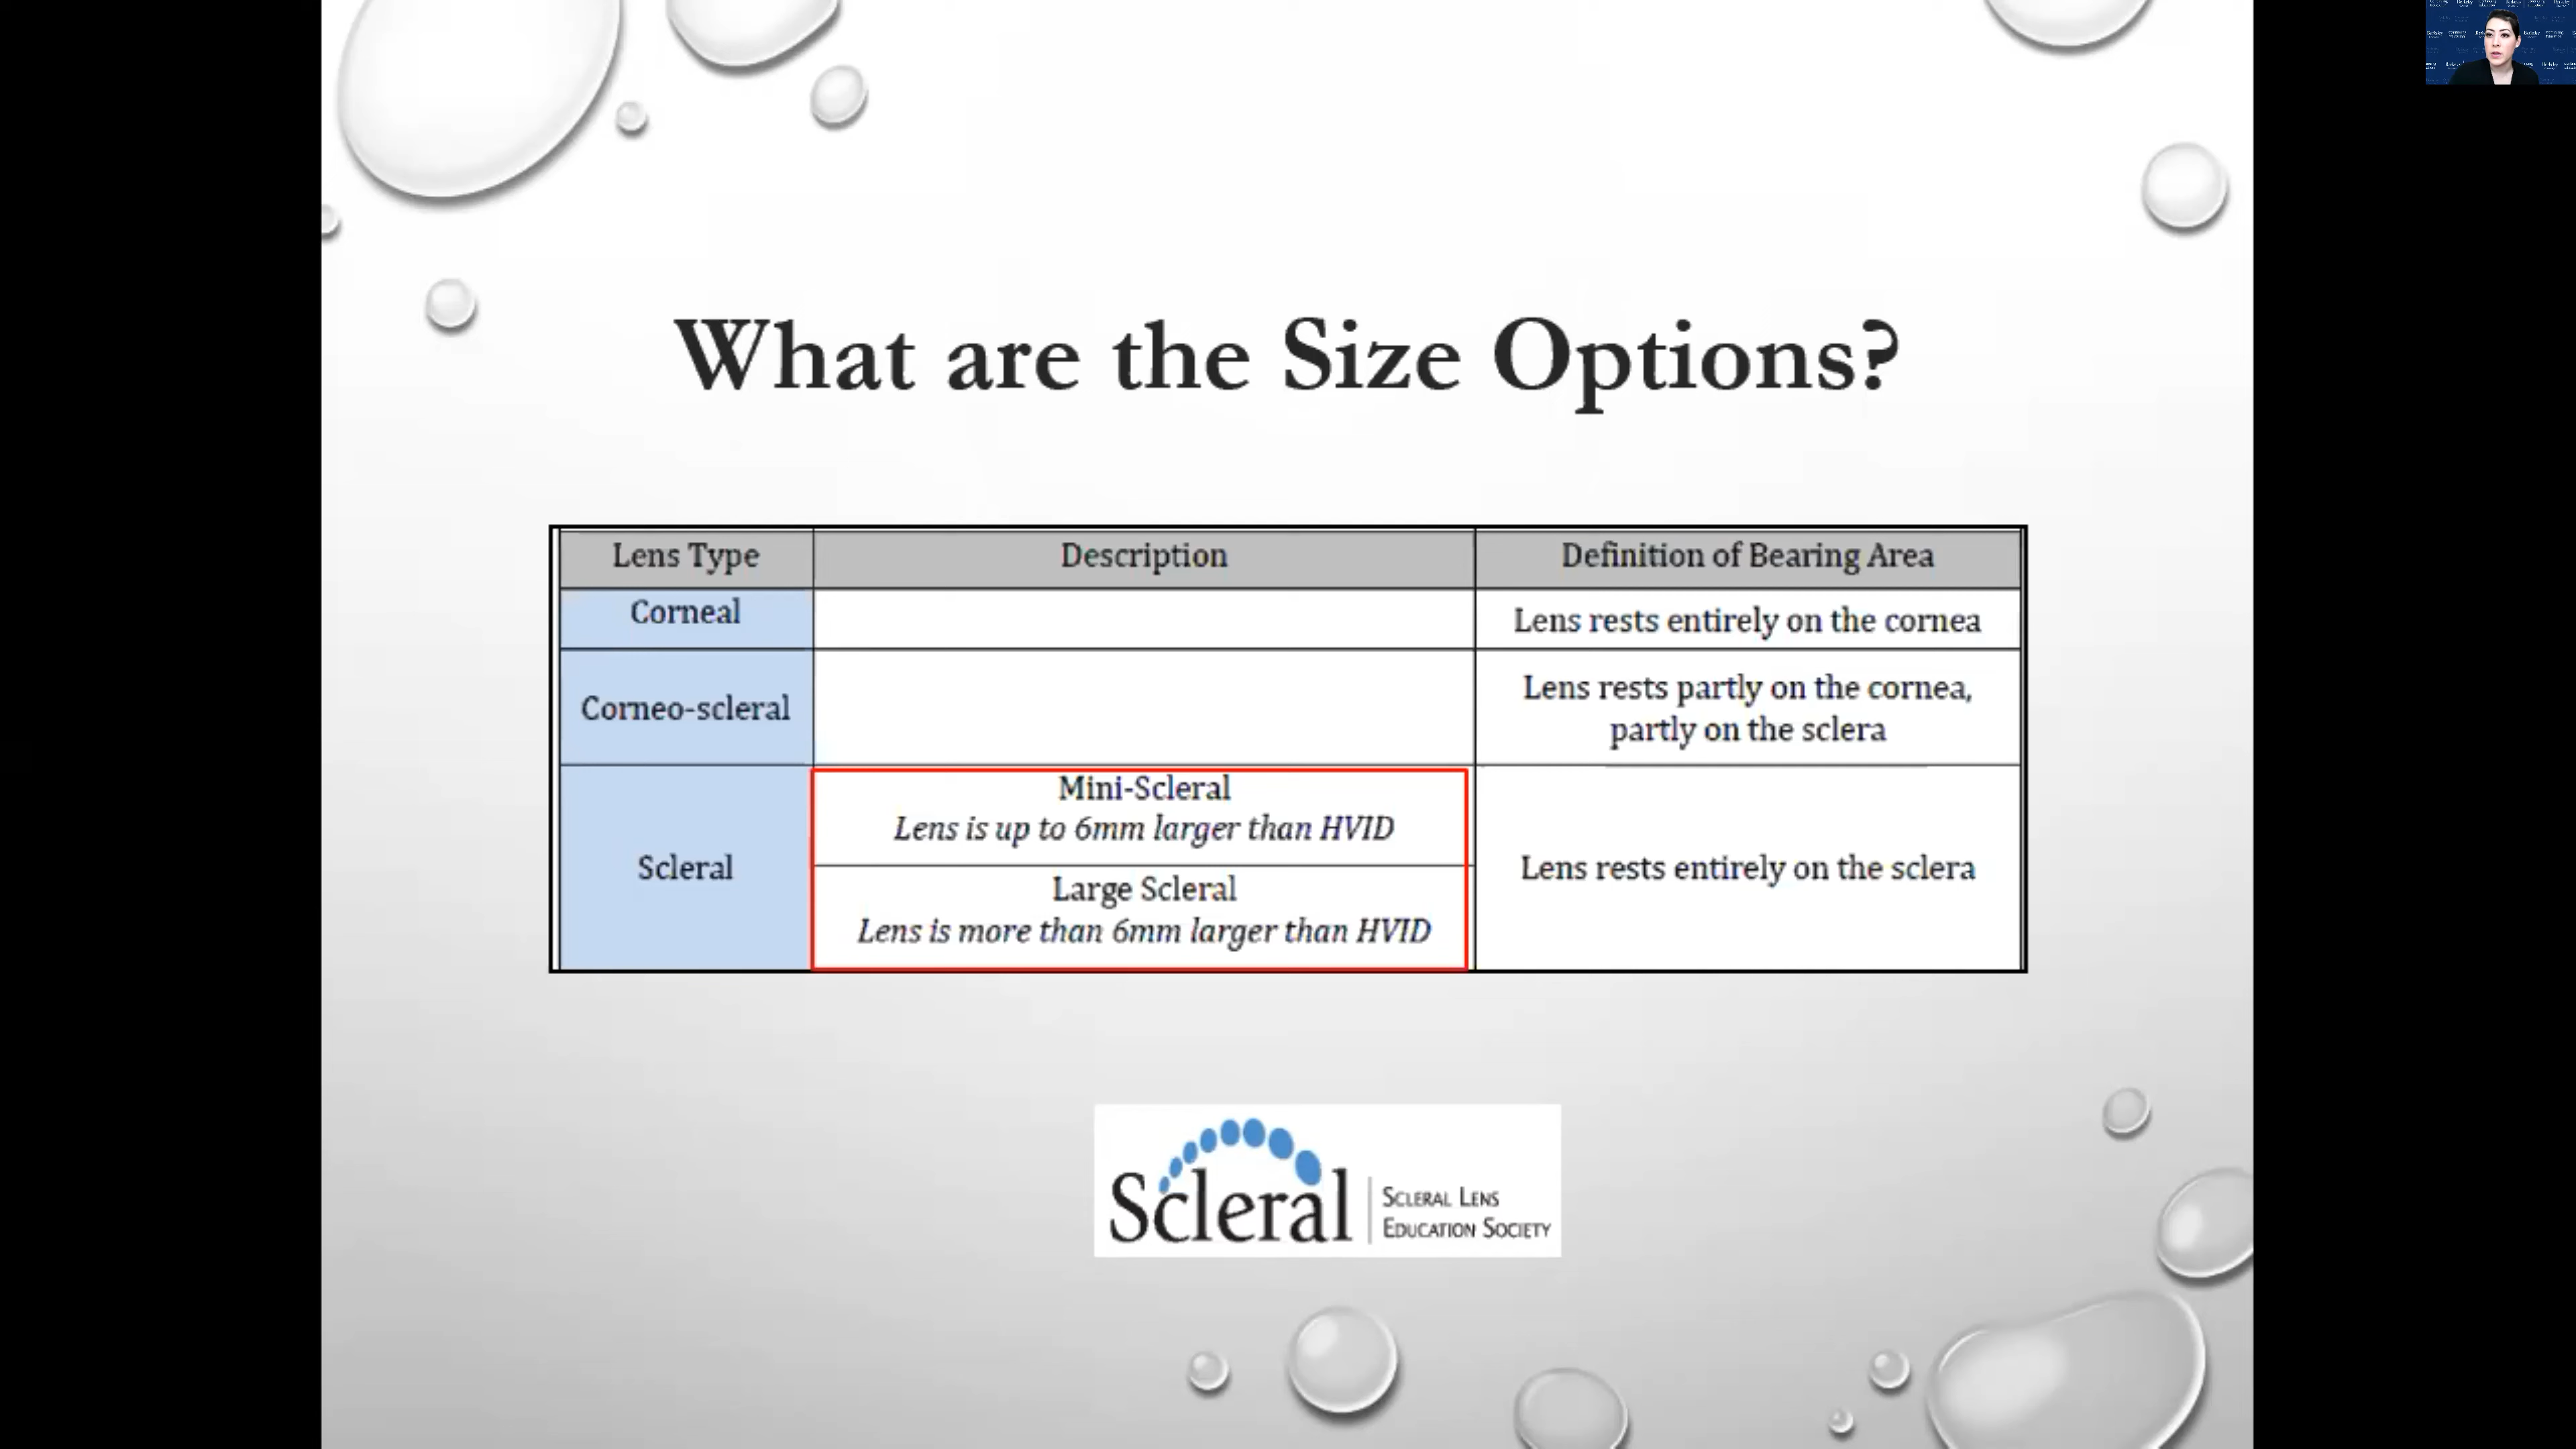 What are the Size Options?
Lens Type Description Definition of Bearing Area
Corneal Lens rests entirely on the cornea
Corneo-scleral Lens rests partly on the cornea,
partly on the sclera
Scleral
Mini-Scleral
Lens is up to 6mm larger than HVID
Large Scleral
Lens is more than 6mm larger than HVID
Lens rests entirely on the sclera
Scleral
SCLERAL LENS
EDUCATION SOCIETY